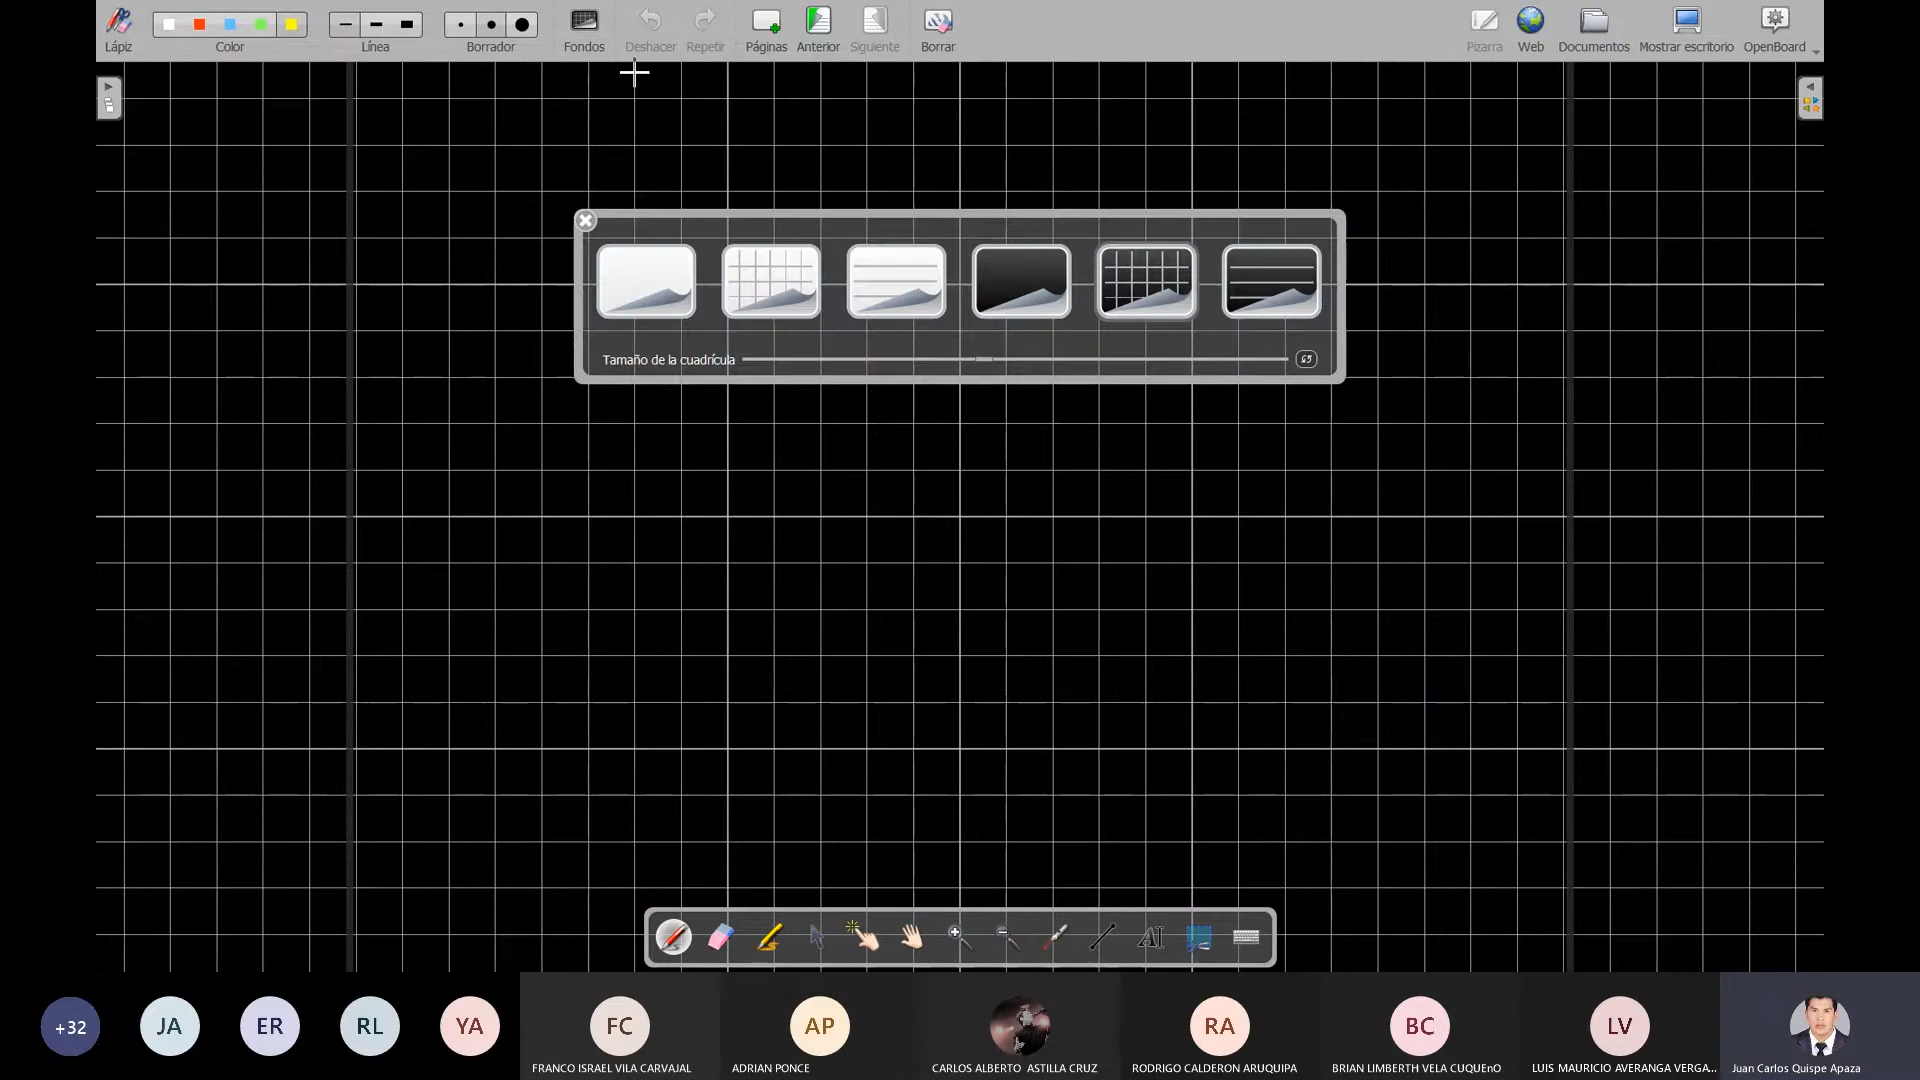 Lápiz
Color
Línea
Borrador
Fondos
Deshacer
Repetir
Páginas
Anterior
Siguiente
Borrar
Pizarra
Web
Documentos
Mostrar escritorio
OpenBoard
Tamaño de la cuadrícula
AI
+32
JA
ER
RL
YA
FC
AP
RA
BC
LV
FRANCO ISRAEL VILA CARVAJAL
ADRIAN PONCE
CARLOS ALBERTO ASTILLA CRUZ
RODRIGO CALDERON ARUQUIPA
BRIAN LIMBERTH VELA CUQUEnO
LUIS MAURICIO AVERANGA VERGA...
Juan Carlos Quispe Apaza